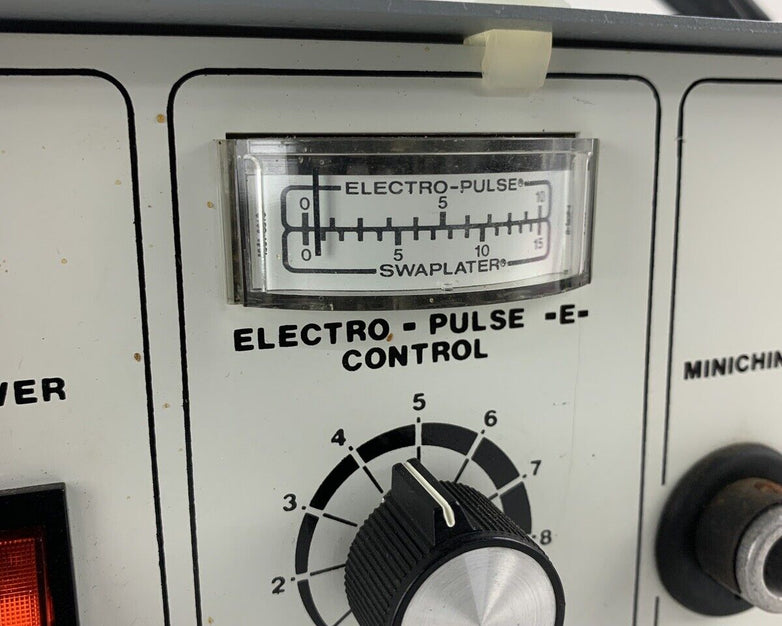 ELECTRO-PULSE®
0 5 10
0 5 10 15
SWAPLATER®
ELECTRO - PULSE -E-
CONTROL
WER
MINICHIN
5
4 6
3 7
2 8